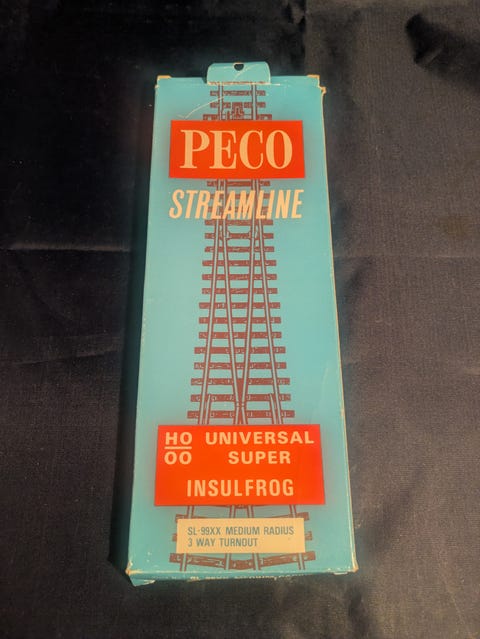 PECO
STREAMLINE
HO UNIVERSAL
OO SUPER
INSULFROG
SL-99XX MEDIUM RADIUS
3 WAY TURNOUT